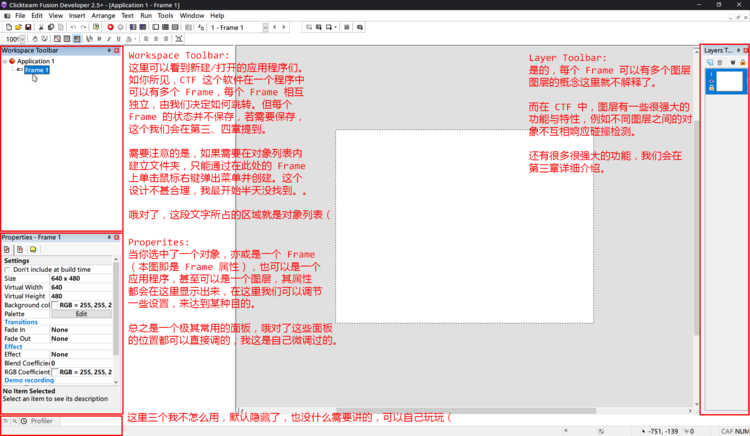 Clickteam Fusion Developer 2.5+ - [Application 1 - Frame 1]
File Edit View Insert Arrange Text Run Tools Window Help
1 - Frame 1
100%
Workspace Toolbar
Application 1
Frame 1
Workspace Toolbar:
这里可以看到新建/打开的应用程序们。
如你所见，CTF 这个软件在一个程序中
可以有多个 Frame，每个 Frame 相互
独立，由我们决定如何跳转。但每个
Frame 的状态并不保存，若需要保存，
这个我们会在第三、四章提到。
需要注意的是，如果需要在对象列表内
建立文件夹，只能通过在此处的 Frame
上单击鼠标右键弹出菜单并创建。这个
设计不甚合理，我最开始半天没找到。。
哦对了，这段文字所占的区域就是对象列表（
Properites:
当你选中了一个对象，亦或是一个 Frame
（本图即是 Frame 属性），也可以是一个
应用程序，甚至可以是一个图层，其属性
都会在这里显示出来，在这里我们可以调节
一些设置，来达到某种目的。
总之是一个极其常用的面板，哦对了这些面板
的位置都可以直接调的，我这是自己微调过的。
Layer Toolbar:
是的，每个 Frame 可以有多个图层
图层的概念这里就不解释了。
而在 CTF 中，图层有一些很强大的
功能与特性，例如不同图层之间的对
象不互相响应碰撞检测。
还有很多很强大的功能，我们会在
第三章详细介绍。
Layers T...
1
Properties - Frame 1
Settings
Don't include at build time
Size 640 x 480
Virtual Width 640
Virtual Height 480
Background col RGB = 255, 255, 2
Palette Edit
Transitions
Fade In None
Fade Out None
Effect
Effect None
Blend Coefficien 0
RGB Coefficient RGB = 255, 255, 2
Demo recording
No Item Selected
Select an item to see its description
Profiler
这里三个我不怎么用，默认隐藏了，也没什么需要讲的，可以自己玩玩（
-751, -139 0 CAF NUM